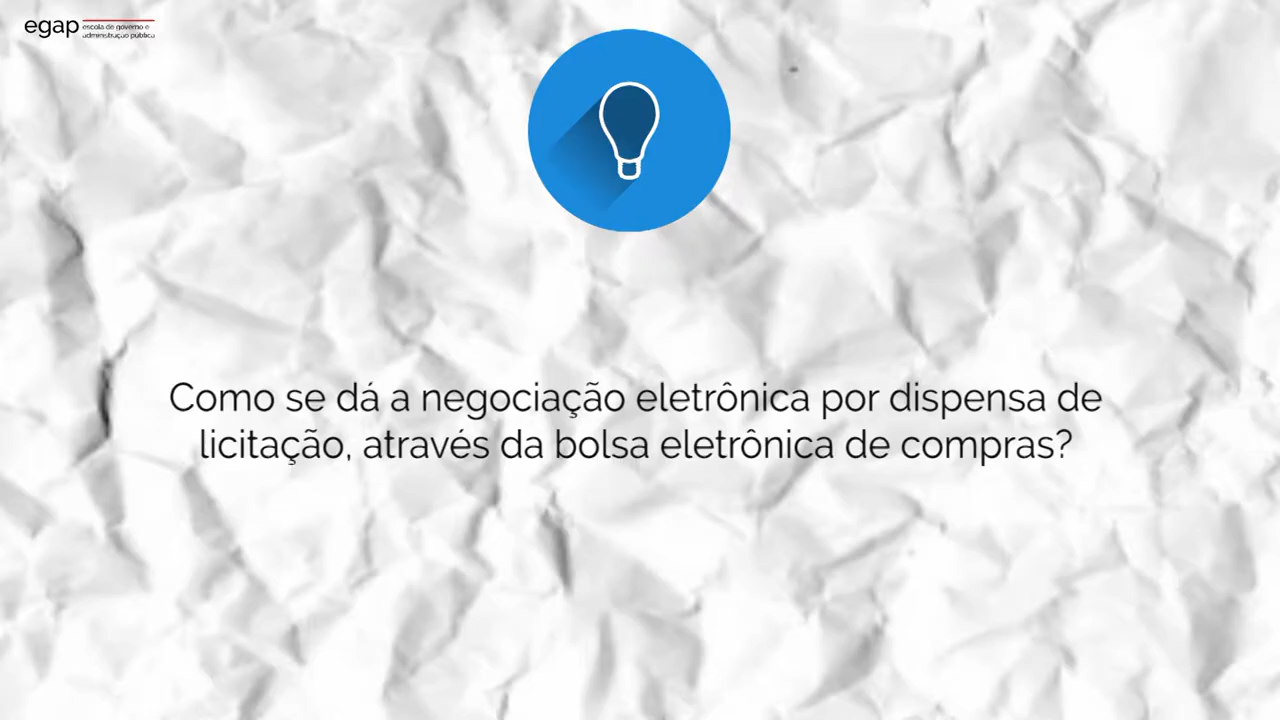 egap escola de governo e
administração pública
Como se dá a negociação eletrônica por dispensa de
licitação, através da bolsa eletrônica de compras?